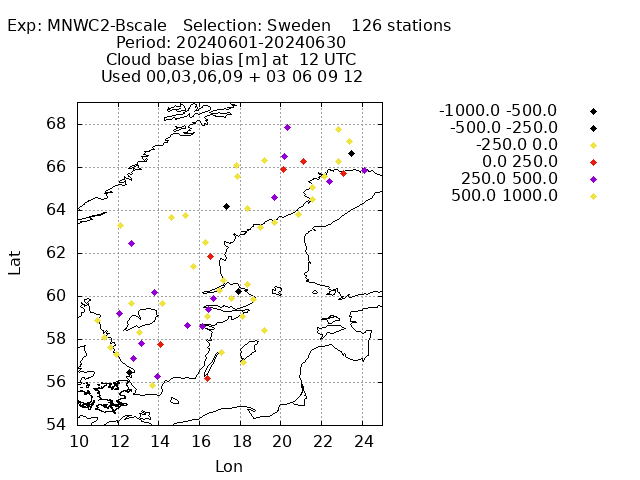 Exp: MNWC2-Bscale   Selection: Sweden    126 stations
Period: 20240601-20240630
Cloud base bias [m] at  12 UTC
Used 00,03,06,09 + 03 06 09 12
-1000.0 -500.0
-500.0 -250.0
-250.0 0.0
0.0 250.0
250.0 500.0
500.0 1000.0
68
66
64
62
60
58
56
54
Lat
10 12 14 16 18 20 22 24
Lon